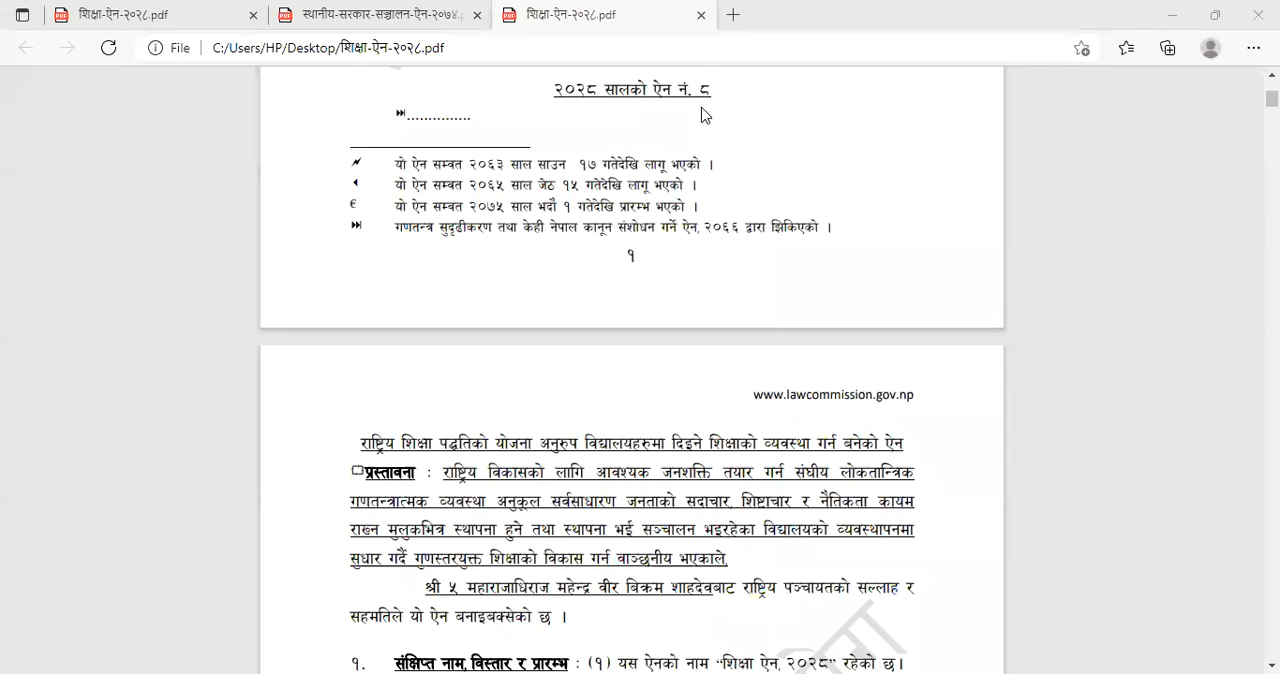 शिक्षा-ऐन-२०२८.pdf
स्थानीय-सरकार-सञ्चालन-ऐन-२०७४.p
शिक्षा-ऐन-२०२८.pdf
File
C:/Users/HP/Desktop/शिक्षा-ऐन-२०२८.pdf
२०२८ सालको ऐन नं. ८
...............
यो ऐन सम्वत २०६३ साल साउन १७ गतेदेखि लागू भएको ।
यो ऐन सम्वत २०६५ साल जेठ १५ गतेदेखि लागू भएको ।
€ यो ऐन सम्वत २०७५ साल भदौ १ गतेदेखि प्रारम्भ भएको ।
गणतन्त्र सुदृढीकरण तथा केही नेपाल कानून संशोधन गर्ने ऐन, २०६६ द्वारा झिकिएको ।
१
www.lawcommission.gov.np
राष्ट्रिय शिक्षा पद्धतिको योजना अनुरुप विद्यालयहरुमा दिइने शिक्षाको व्यवस्था गर्न बनेको ऐन
प्रस्तावना : राष्ट्रिय विकासको लागि आवश्यक जनशक्ति तयार गर्न संघीय लोकतान्त्रिक
गणतन्त्रात्मक व्यवस्था अनुकूल सर्वसाधारण जनताको सदाचार, शिष्टाचार र नैतिकता कायम
राख्न मुलुकभित्र स्थापना हुने तथा स्थापना भई सञ्चालन भइरहेका विद्यालयको व्यवस्थापनमा
सुधार गर्दै गुणस्तरयुक्त शिक्षाको विकास गर्न वाञ्छनीय भएकाले,
श्री ५ महाराजाधिराज महेन्द्र वीर बिक्रम शाहदेवबाट राष्ट्रिय पञ्चायतको सल्लाह र
सहमतिले यो ऐन बनाइबक्सेको छ ।
१. संक्षिप्त नाम, विस्तार र प्रारम्भ : (१) यस ऐनको नाम “शिक्षा ऐन, २०२८” रहेको छ।